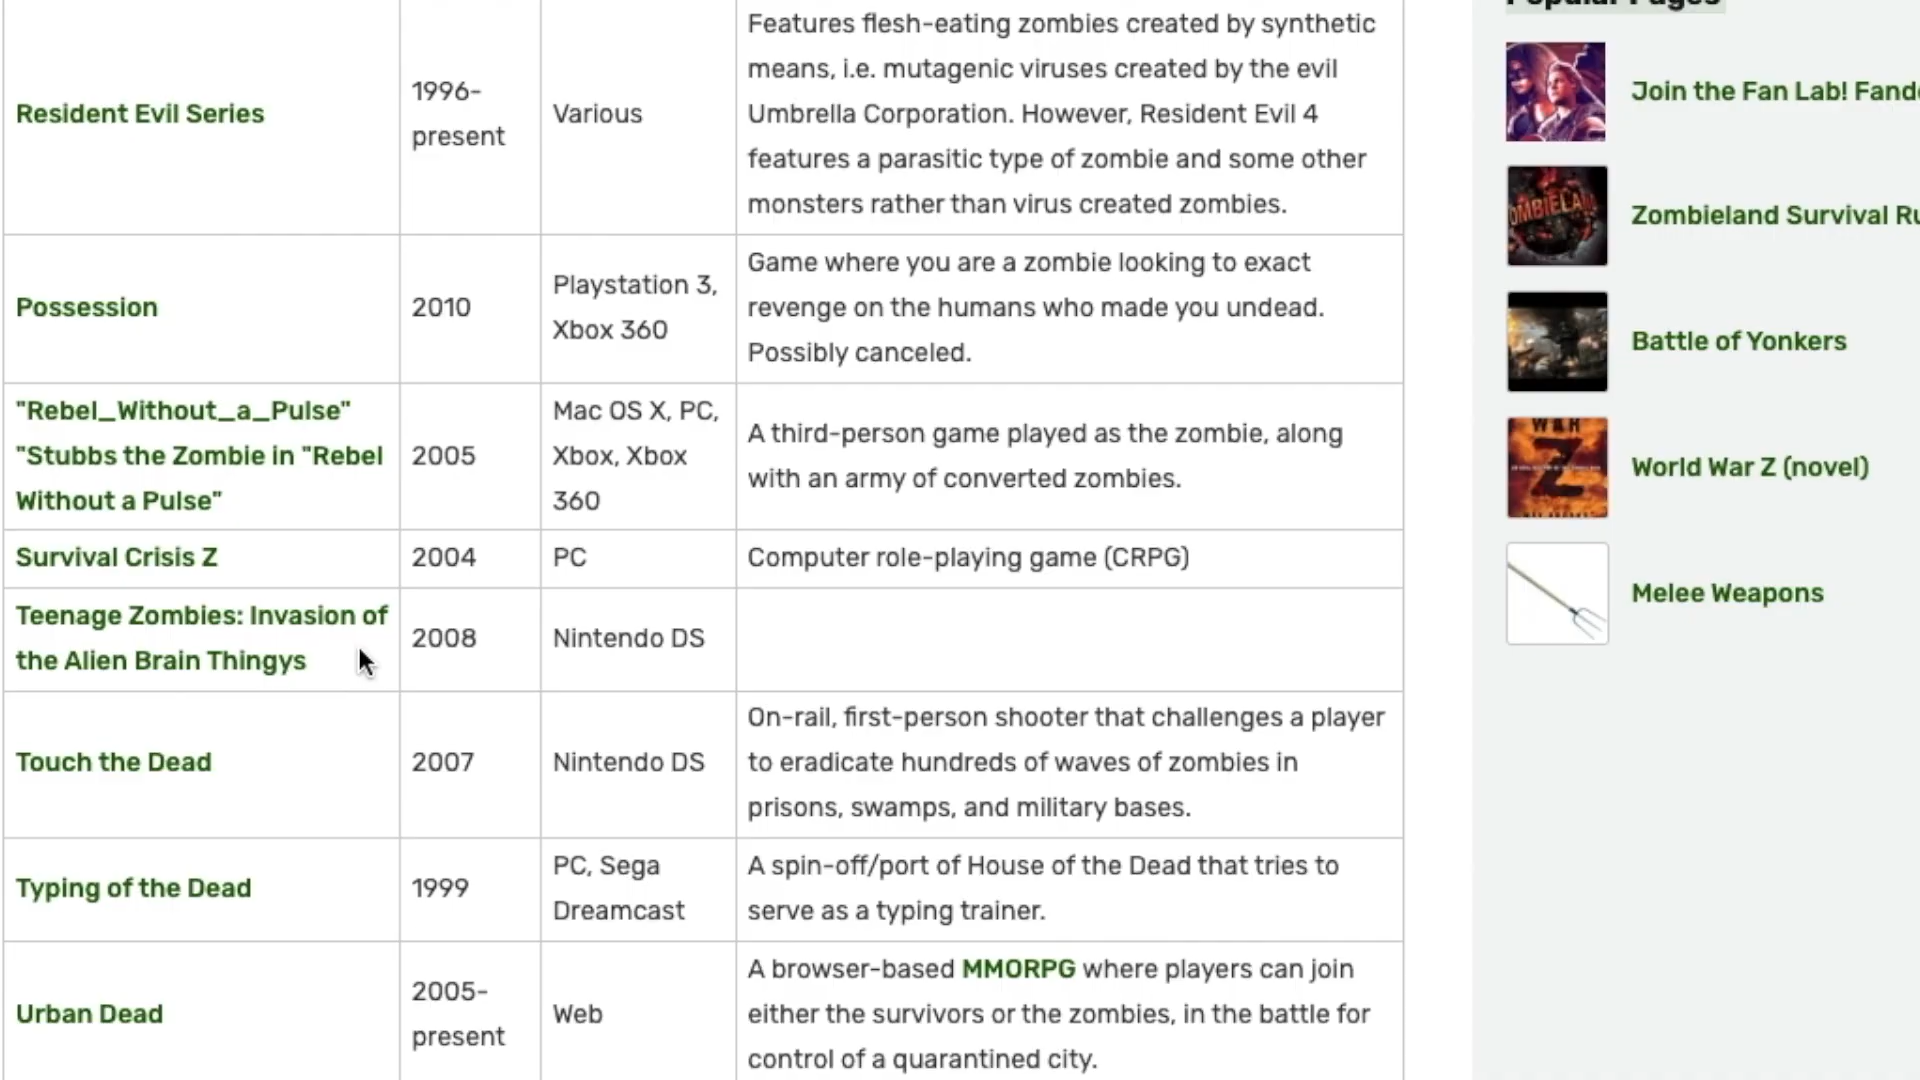 Features flesh-eating zombies created by synthetic
means, i.e. mutagenic viruses created by the evil
Umbrella Corporation. However, Resident Evil 4
features a parasitic type of zombie and some other
monsters rather than virus created zombies.
Resident Evil Series
1996-
present
Various
Possession
2010
Playstation 3,
Xbox 360
Game where you are a zombie looking to exact
revenge on the humans who made you undead.
Possibly canceled.
"Rebel_Without_a_Pulse"
"Stubbs the Zombie in "Rebel
Without a Pulse"
2005
Mac OS X, PC,
Xbox, Xbox
360
A third-person game played as the zombie, along
with an army of converted zombies.
Survival Crisis Z
2004
PC
Computer role-playing game (CRPG)
Teenage Zombies: Invasion of
the Alien Brain Thingys
2008
Nintendo DS
Touch the Dead
2007
Nintendo DS
On-rail, first-person shooter that challenges a player
to eradicate hundreds of waves of zombies in
prisons, swamps, and military bases.
Typing of the Dead
1999
PC, Sega
Dreamcast
A spin-off/port of House of the Dead that tries to
serve as a typing trainer.
Urban Dead
2005-
present
Web
A browser-based MMORPG where players can join
either the survivors or the zombies, in the battle for
control of a quarantined city.
Popular Pages
Join the Fan Lab! Fand
Zombieland Survival Ru
Battle of Yonkers
WAR
Z
World War Z (novel)
Melee Weapons